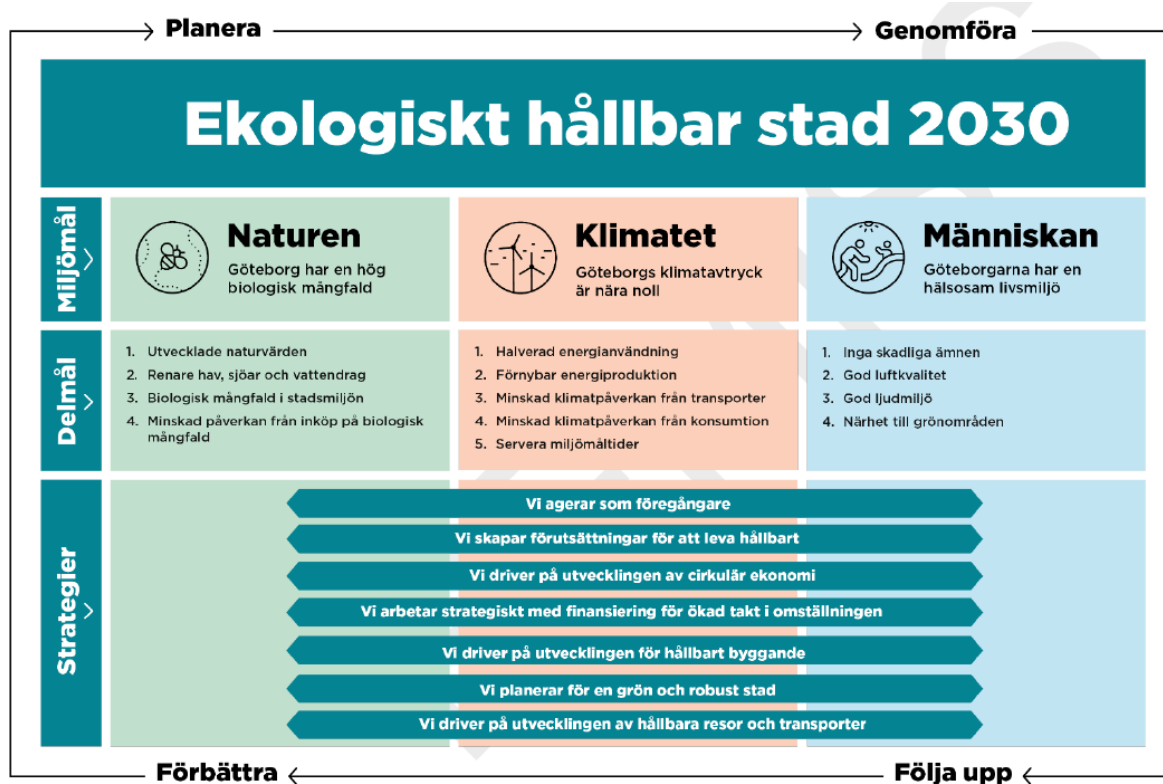 Planera
Genomföra
Ekologiskt hållbar stad 2030
Miljömål
Naturen
Göteborg har en hög
biologisk mångfald
Klimatet
Göteborgs klimatavtryck
är nära noll
Människan
Göteborgarna har en
hälsosam livsmiljö
Delmål
1. Utvecklade naturvärden
2. Renare hav, sjöar och vattendrag
3. Biologisk mångfald i stadsmiljön
4. Minskad påverkan från inköp på biologisk
mångfald
1. Halverad energianvändning
2. Förnybar energiproduktion
3. Minskad klimatpåverkan från transporter
4. Minskad klimatpåverkan från konsumtion
5. Servera miljömåltider
1. Inga skadliga ämnen
2. God luftkvalitet
3. God ljudmiljö
4. Närhet till grönområden
Strategier
Vi agerar som föregångare
Vi skapar förutsättningar för att leva hållbart
Vi driver på utvecklingen av cirkulär ekonomi
Vi arbetar strategiskt med finansiering för ökad takt i omställningen
Vi driver på utvecklingen för hållbart byggande
Vi planerar för en grön och robust stad
Vi driver på utvecklingen av hållbara resor och transporter
Förbättra
Följa upp